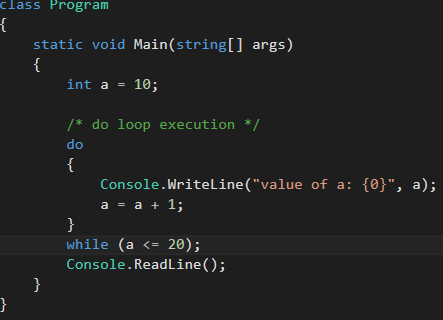 class Program
{
    static void Main(string[] args)
    {
        int a = 10;

        /* do loop execution */
        do
        {
            Console.WriteLine("value of a: {0}", a);
            a = a + 1;
        }
        while (a <= 20);
        Console.ReadLine();
    }
}